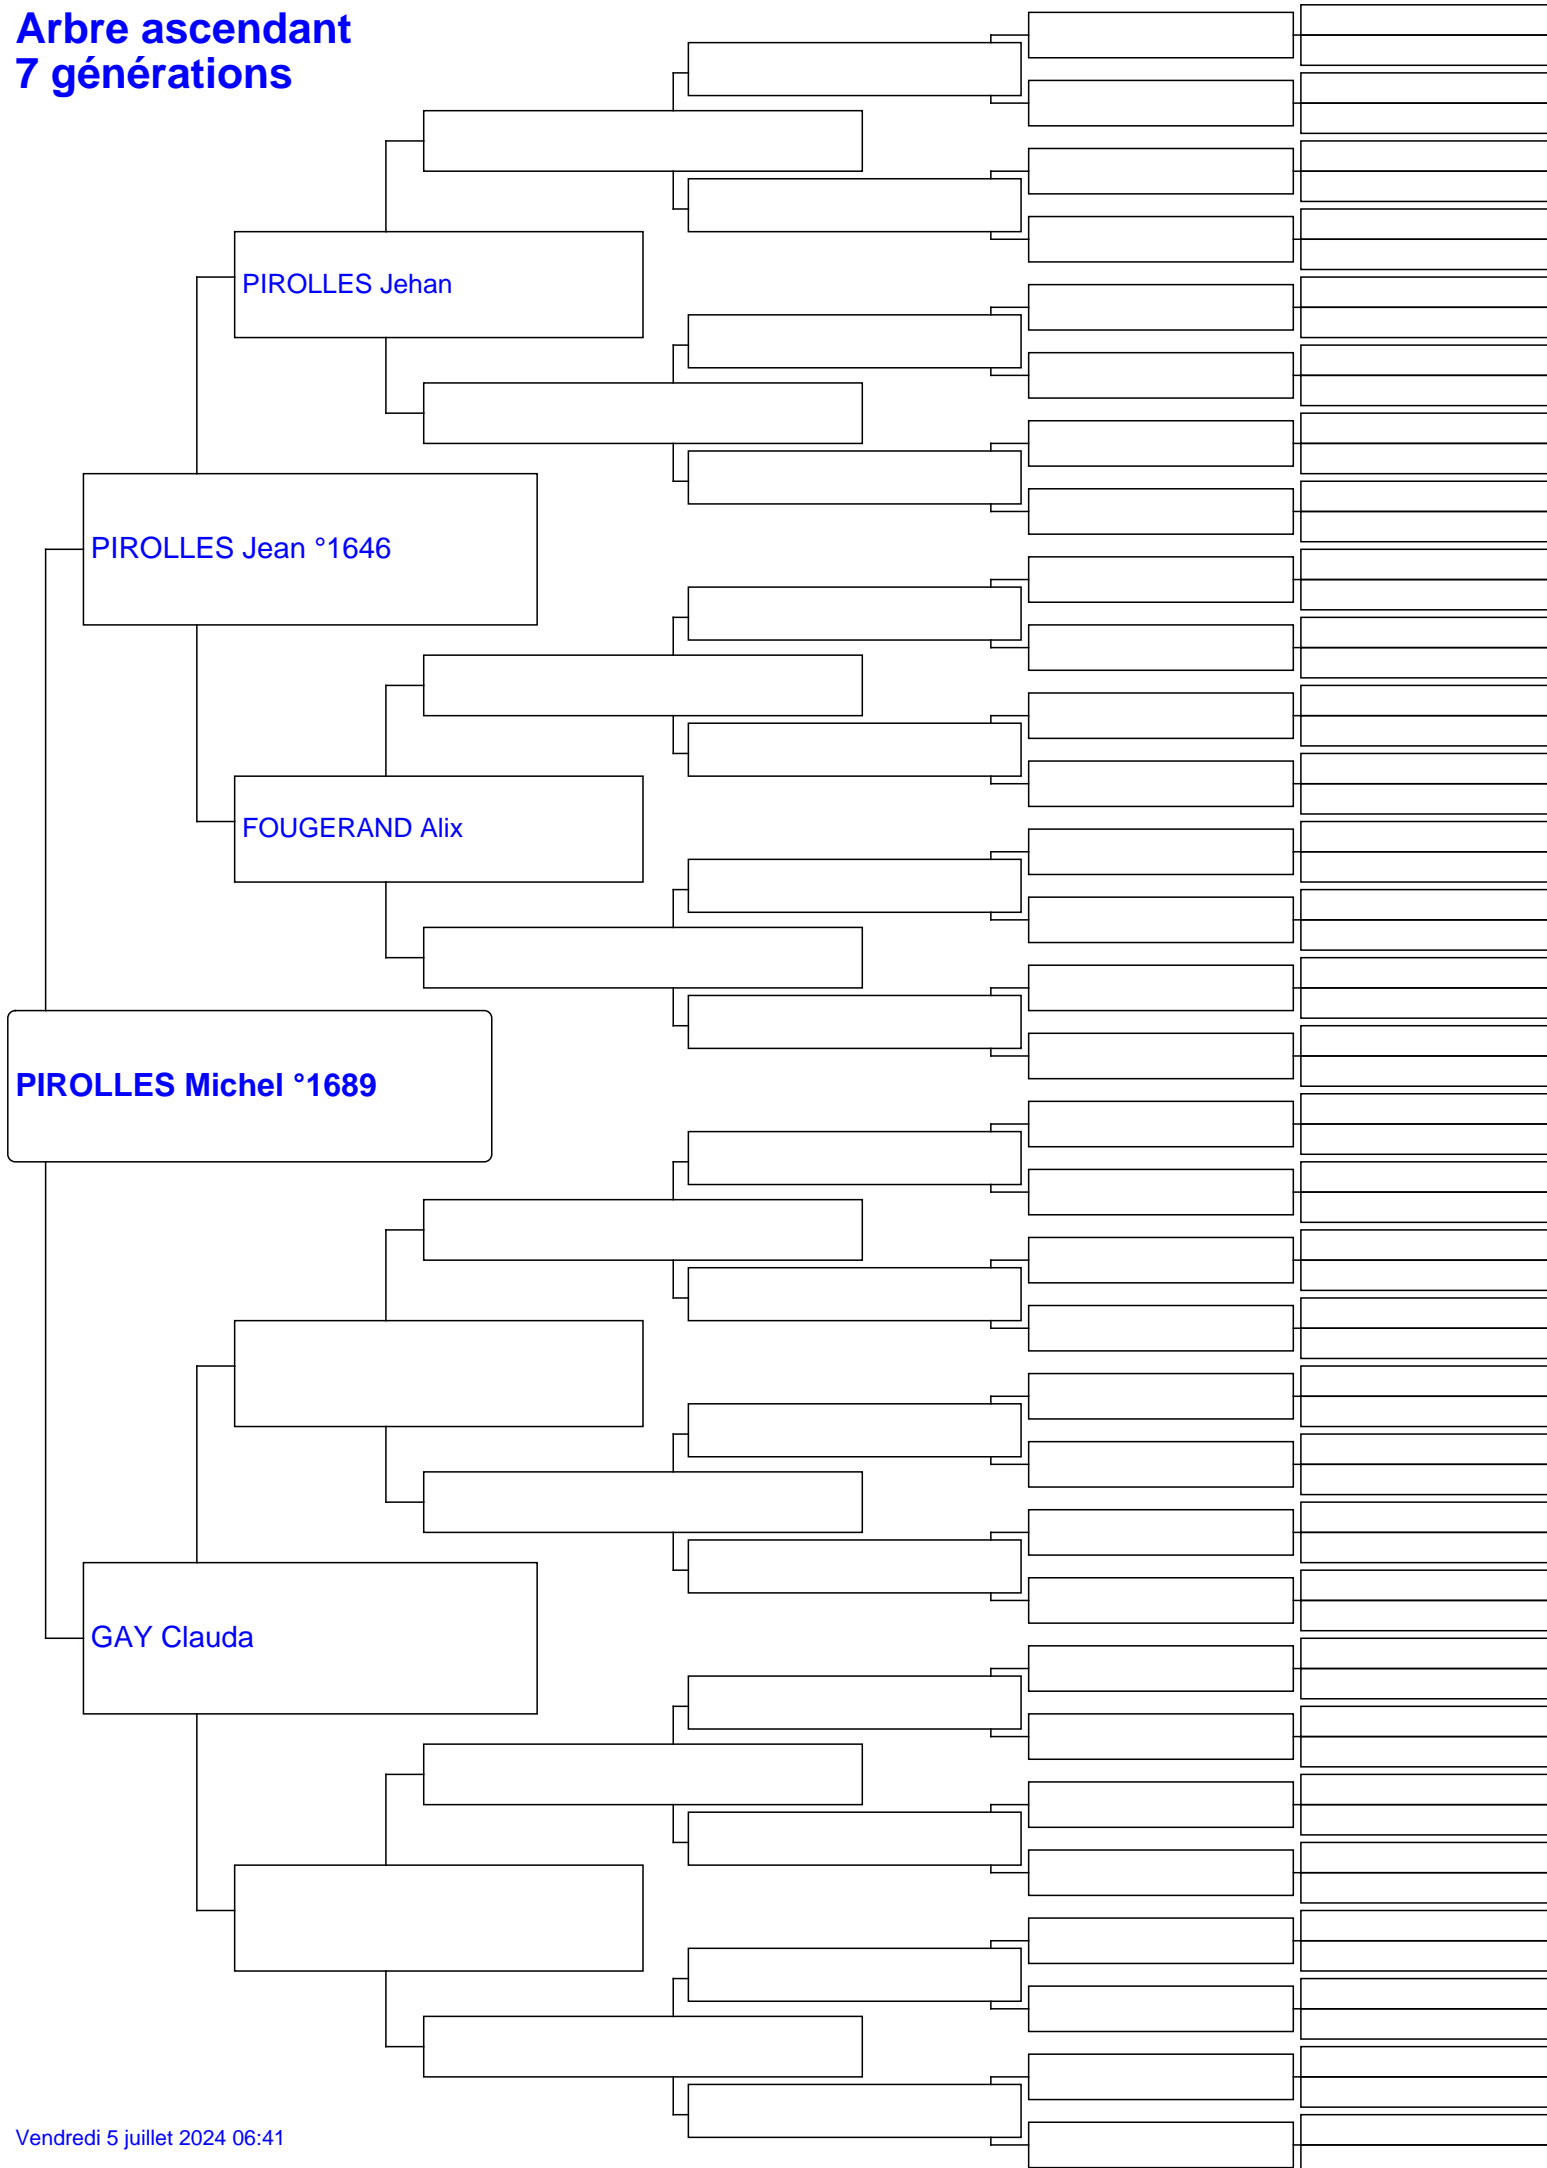 Arbre ascendant
7 générations
PIROLLES Jehan
PIROLLES Jean °1646
FOUGERAND Alix
PIROLLES Michel °1689
GAY Clauda
Vendredi 5 juillet 2024 06:41